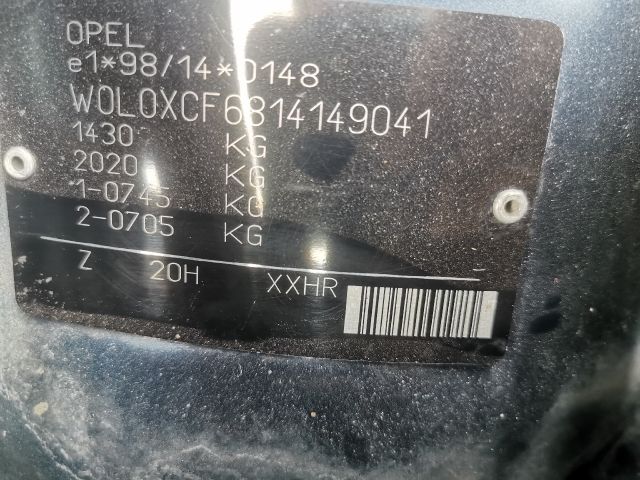 OPEL
e1*98/14*0148
W0L0XCF6814149041
1430 KG
2020 KG
1-0745 KG
2-0705 KG
Z 20H XXHR